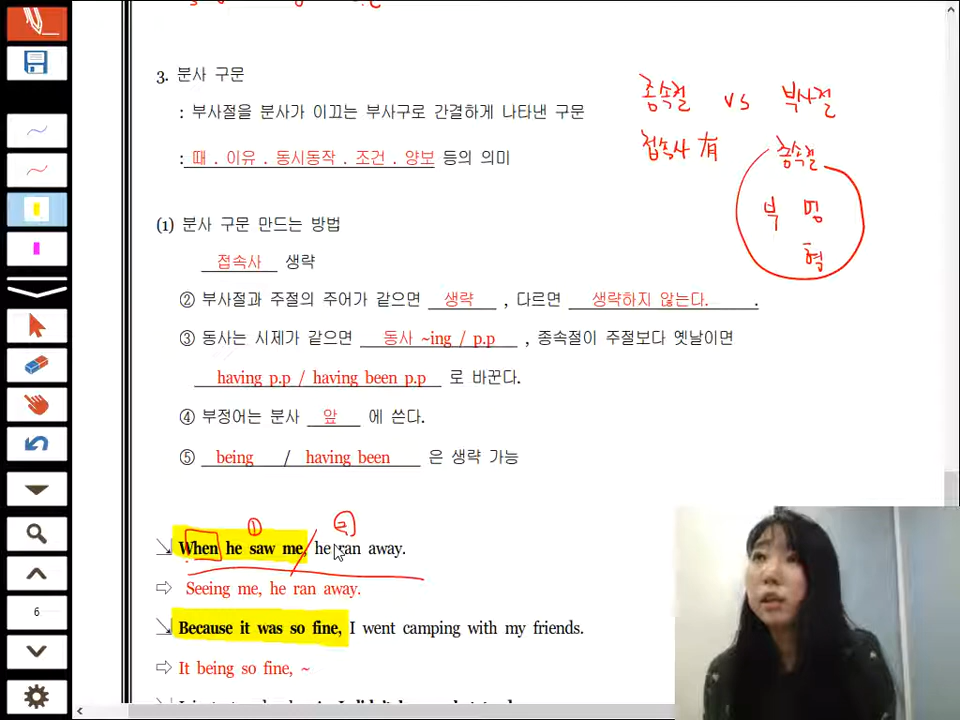 3. 분사 구문
: 부사절을 분사가 이끄는 부사구로 간결하게 나타낸 구문
: 때 . 이유 . 동시동작 . 조건 . 양보 등의 의미
종속절 vs 부사절
접속사 有 종속절
부 명
형
(1) 분사 구문 만드는 방법
접속사 생략
② 부사절과 주절의 주어가 같으면 생략 , 다르면 생략하지 않는다. .
③ 동사는 시제가 같으면 동사 ~ing / p.p , 종속절이 주절보다 옛날이면
having p.p / having been p.p 로 바꾼다.
④ 부정어는 분사 앞 에 쓴다.
⑤ being / having been 은 생략 가능
① ②
↘ When he saw me, he ran away.
⇨ Seeing me, he ran away.
↘ Because it was so fine, I went camping with my friends.
⇨ It being so fine, ~
6